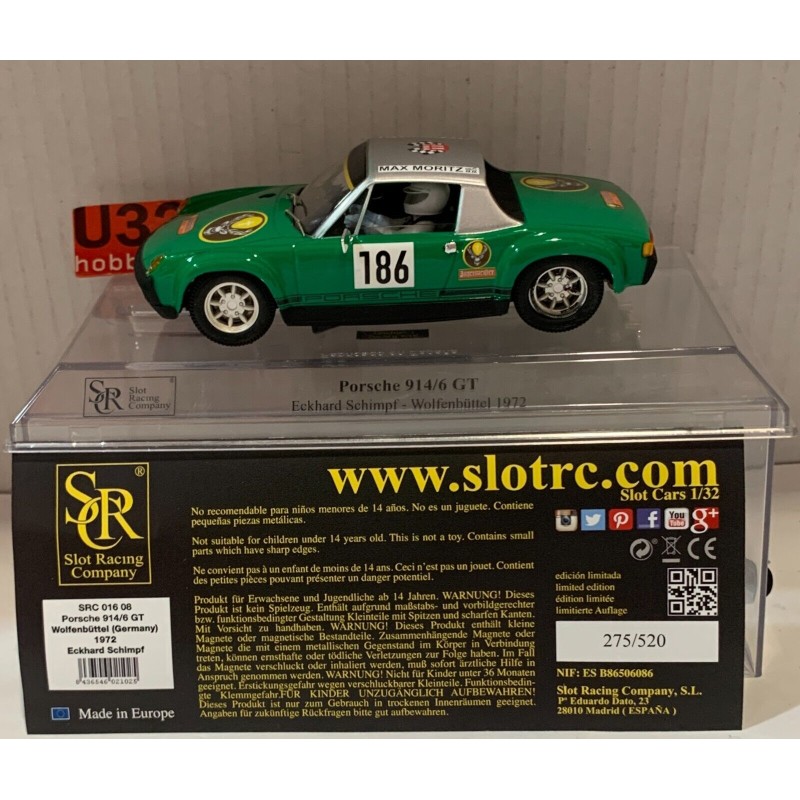 MAX MORITZ
U33
hobb
186
PORSCHE
SCR
Slot
Racing
Company
Porsche 914/6 GT
Eckhard Schimpf - Wolfenbüttel 1972
SCR®
Slot Racing
Company
www.slotrc.com
Slot Cars 1/32
No recomendable para niños menores de 14 años. No es un juguete. Contiene
pequeñas piezas metálicas.
Not suitable for children under 14 years old. This is not a toy. Contains small
parts which have sharp edges.
Ne convient pas à un enfant de moins de 14 ans. Ceci n'est pas un jouet. Contient
des petites pièces pouvant présenter un danger potentiel.
Produkt für Erwachsene und Jugendliche ab 14 Jahren. WARNUNG! Dieses
Produkt ist kein Spielzeug. Enthält aufgrund maßstabs- und vorbildgerechter
bzw. funktionsbedingter Gestaltung Kleinteile mit Spitzen und scharfen Kanten.
Mit Vorsicht zu handhaben. WARNUNG! Dieses Produkt enthält kleine
Magnete oder magnetische Bestandteile. Zusammenhängende Magnete oder
Magnete die mit einem metallischen Gegenstand im Körper in Verbindung
treten, können ernsthafte oder tödliche Verletzungen zur Folge haben. Im Fall
das Magnete verschluckt oder inhaliert werden, muß sofort ärztliche Hilfe in
Anspruch genommen werden. WARNUNG! Nicht für Kinder unter 36 Monaten
geeignet. Erstickungsgefahr wegen verschluckbarer Kleinteile. Funktionsbeding-
te Klemmgefahr. FÜR KINDER UNZUGÄNGLICH AUFBEWAHREN!
Dieses Produkt ist nur zum Gebrauch in trockenen Innenräumen geeignet.
Angaben für zukünftige Rückfragen bitte gut aufbewahren.
You
Tube
g+
CE
edición limitada
limited edition
édition limitée
limitierte Auflage
275/520
NIF: ES B86506086
Slot Racing Company, S.L.
Pº Eduardo Dato, 23
28010 Madrid ( ESPAÑA )
SRC 016 08
Porsche 914/6 GT
Wolfenbüttel (Germany)
1972
Eckhard Schimpf
8 436546 021025
Made in Europe